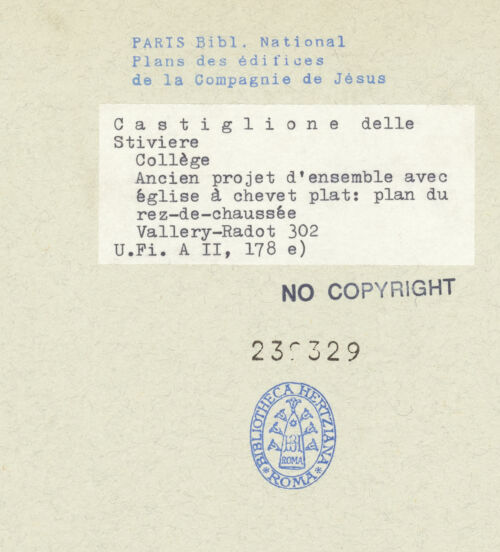 PARIS Bibl. National
Plans des édifices
de la Compagnie de Jésus
Castiglione delle
Stiviere
Collège
Ancien projet d'ensemble avec
église à chevet plat: plan du
rez-de-chaussée
Vallery-Radot 302
U.Fi. A II, 178 e)
NO COPYRIGHT
BIBLIOTHECA HERTZIANA
ROMA
* ROMA *